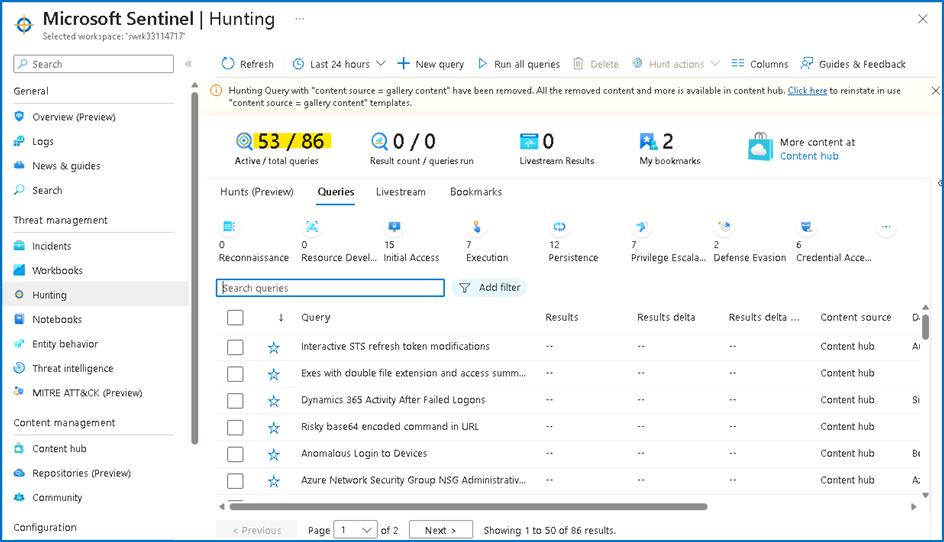 Microsoft Sentinel | Hunting ...
Selected workspace: 'swrk33114717'
Search
General
Overview (Preview)
Logs
News & guides
Search
Threat management
Incidents
Workbooks
Hunting
Notebooks
Entity behavior
Threat intelligence
MITRE ATT&CK (Preview)
Content management
Content hub
Repositories (Preview)
Community
Configuration
Refresh Last 24 hours New query Run all queries Delete Hunt actions Columns Guides & Feedback
Hunting Query with "content source = gallery content" have been removed. All the removed content and more is available in content hub. Click here to reinstate in use
"content source = gallery content" templates.
53 / 86
Active / total queries
0 / 0
Result count / queries run
0
Livestream Results
2
My bookmarks
More content at
Content hub
Hunts (Preview) Queries Livestream Bookmarks
0
Reconnaissance
0
Resource Devel...
15
Initial Access
7
Execution
12
Persistence
7
Privilege Escala...
2
Defense Evasion
6
Credential Acce...
...
Search queries
Add filter
↓ Query Results Results delta Results delta ... Content source D
Interactive STS refresh token modifications -- -- -- Content hub Au
Exes with double file extension and access summ... -- -- -- Content hub
Dynamics 365 Activity After Failed Logons -- -- -- Content hub Si
Risky base64 encoded command in URL -- -- -- Content hub
Anomalous Login to Devices -- -- -- Content hub Be
Azure Network Security Group NSG Administrativ... -- -- -- Content hub Az
< Previous Page 1 of 2 Next > Showing 1 to 50 of 86 results.